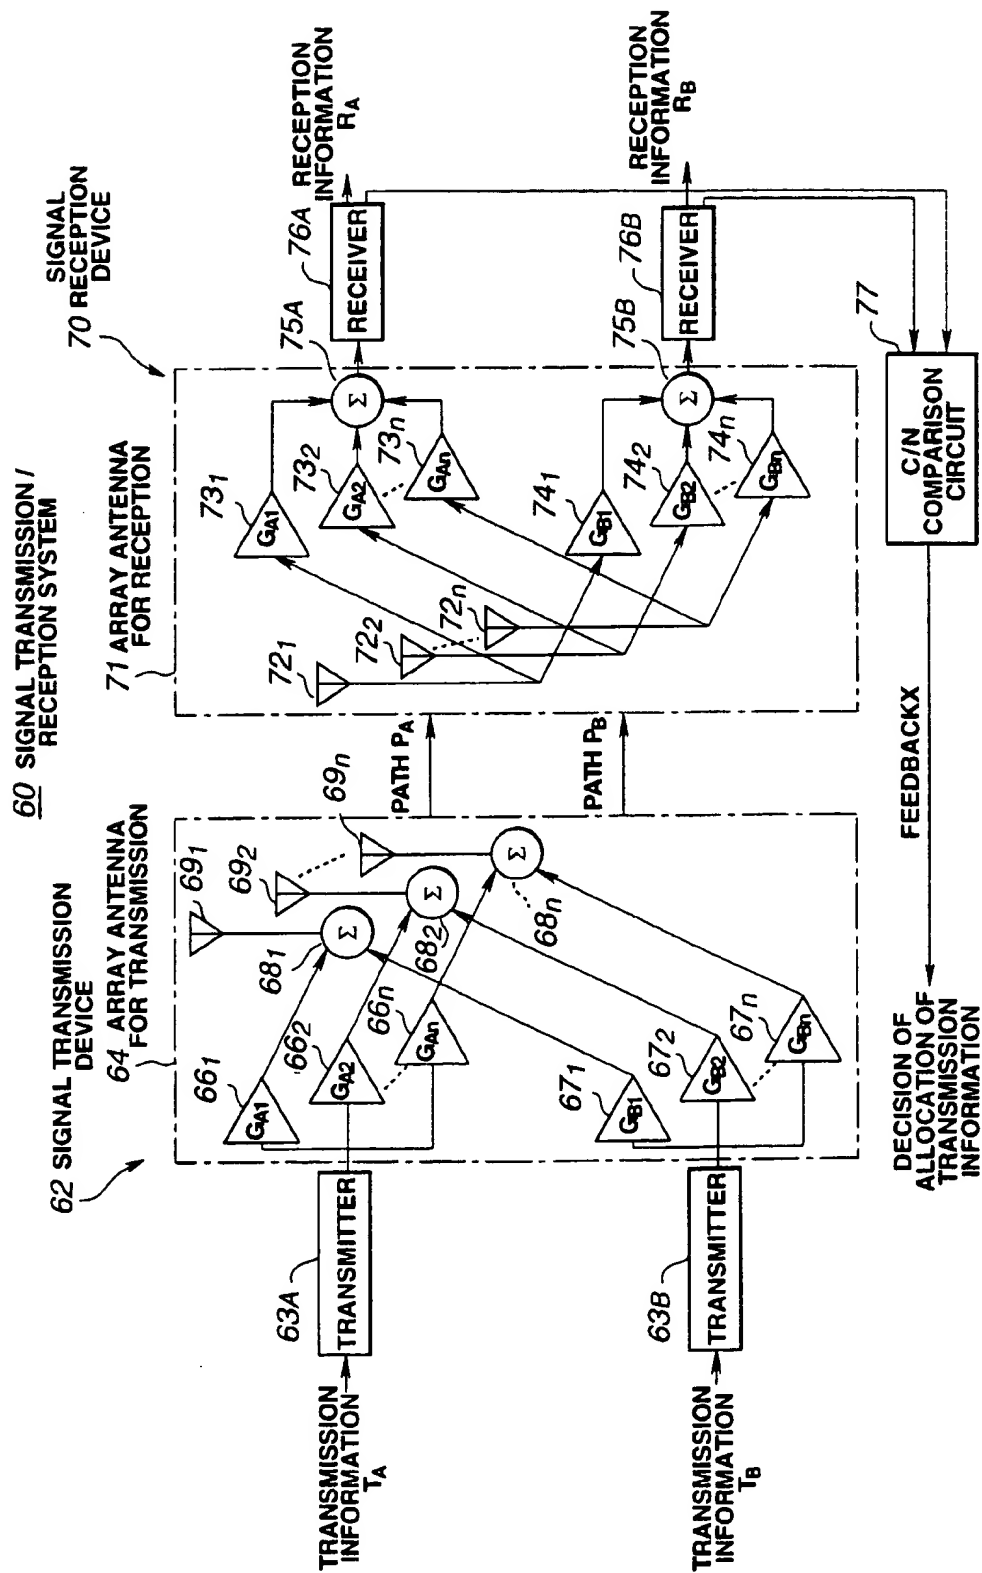 60 SIGNAL TRANSMISSION /
RECEPTION SYSTEM
62 SIGNAL TRANSMISSION
DEVICE
64 ARRAY ANTENNA
FOR TRANSMISSION
71 ARRAY ANTENNA
FOR RECEPTION
SIGNAL
70 RECEPTION
DEVICE
TRANSMISSION
INFORMATION
TA
63A
TRANSMITTER
661
GA1
662
GA2
66n
GAn
681
Σ
682
Σ
68n
Σ
691
692
69n
PATH PA
721
722
72n
731
GA1
732
GA2
73n
GAn
75A
Σ
76A
RECEIVER
RECEPTION
INFORMATION
RA
TRANSMISSION
INFORMATION
TB
63B
TRANSMITTER
671
GB1
672
GB2
67n
GBn
PATH PB
741
GB1
742
GB2
74n
GBn
75B
Σ
76B
RECEIVER
RECEPTION
INFORMATION
RB
77
C/N
COMPARISON
CIRCUIT
FEEDBACKX
DECISION OF
ALLOCATION OF
TRANSMISSION
INFORMATION